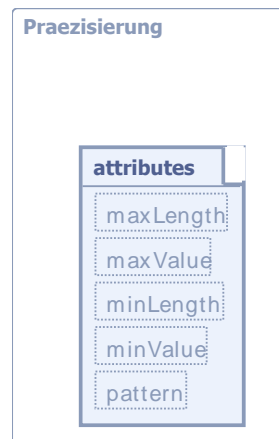 Praezisierung
attributes
maxLength
maxValue
minLength
minValue
pattern